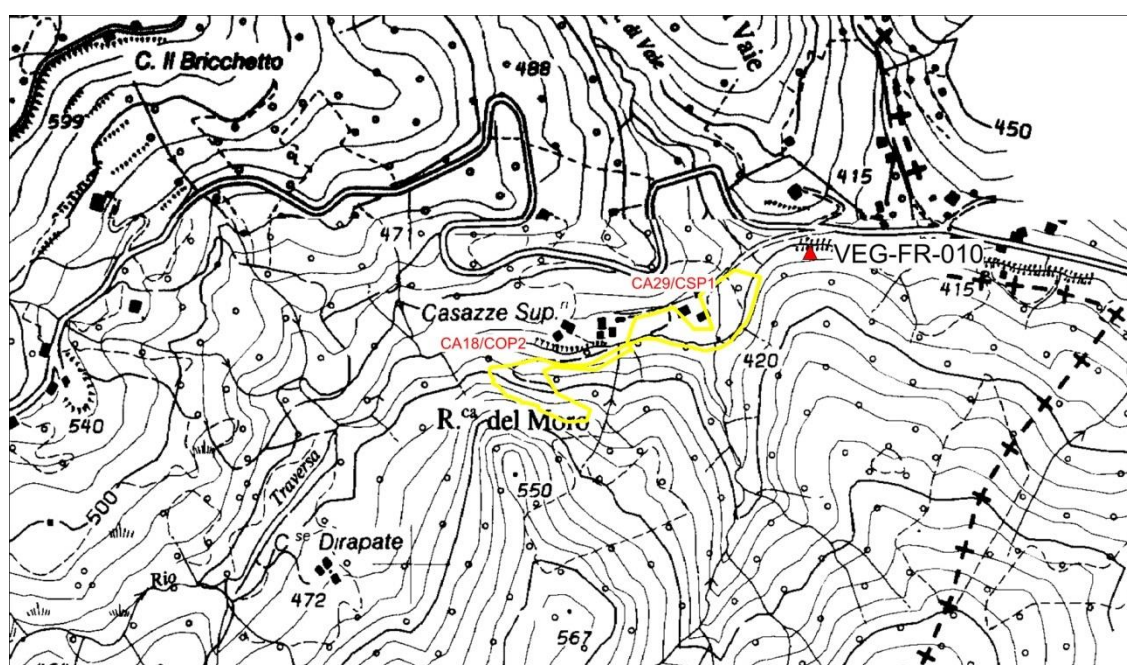 C. Il Bricchetto
488
di Vaie
Vaie
599
450
415
471
VEG-FR-010
CA29/CSP1
415
Casazze Sup.ri
CA18/COP2
420
R.ca del Moro
540
550
500
Traversa
C.se Dirapate
Rio
472
567